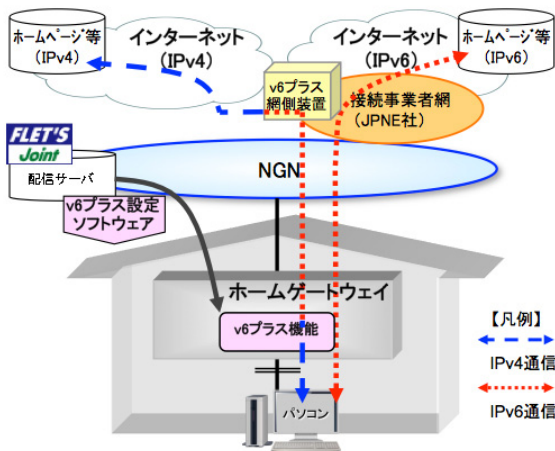 ホームページ等
（IPv4）
インターネット
（IPv4）
インターネット
（IPv6）
ホームページ等
（IPv6）
v6プラス
網側装置
接続事業者網
（JPNE社）
FLET'S
Joint
配信サーバ
NGN
v6プラス設定
ソフトウェア
ホームゲートウェイ
v6プラス機能
パソコン
【凡例】
IPv4通信
IPv6通信